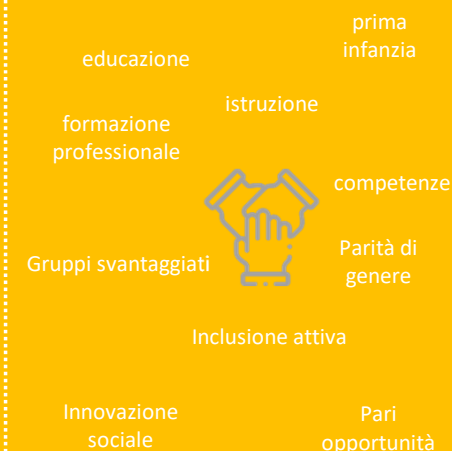 prima
infanzia
educazione
istruzione
formazione
professionale
competenze
Parità di
genere
Gruppi svantaggiati
Inclusione attiva
Innovazione
sociale
Pari
opportunità